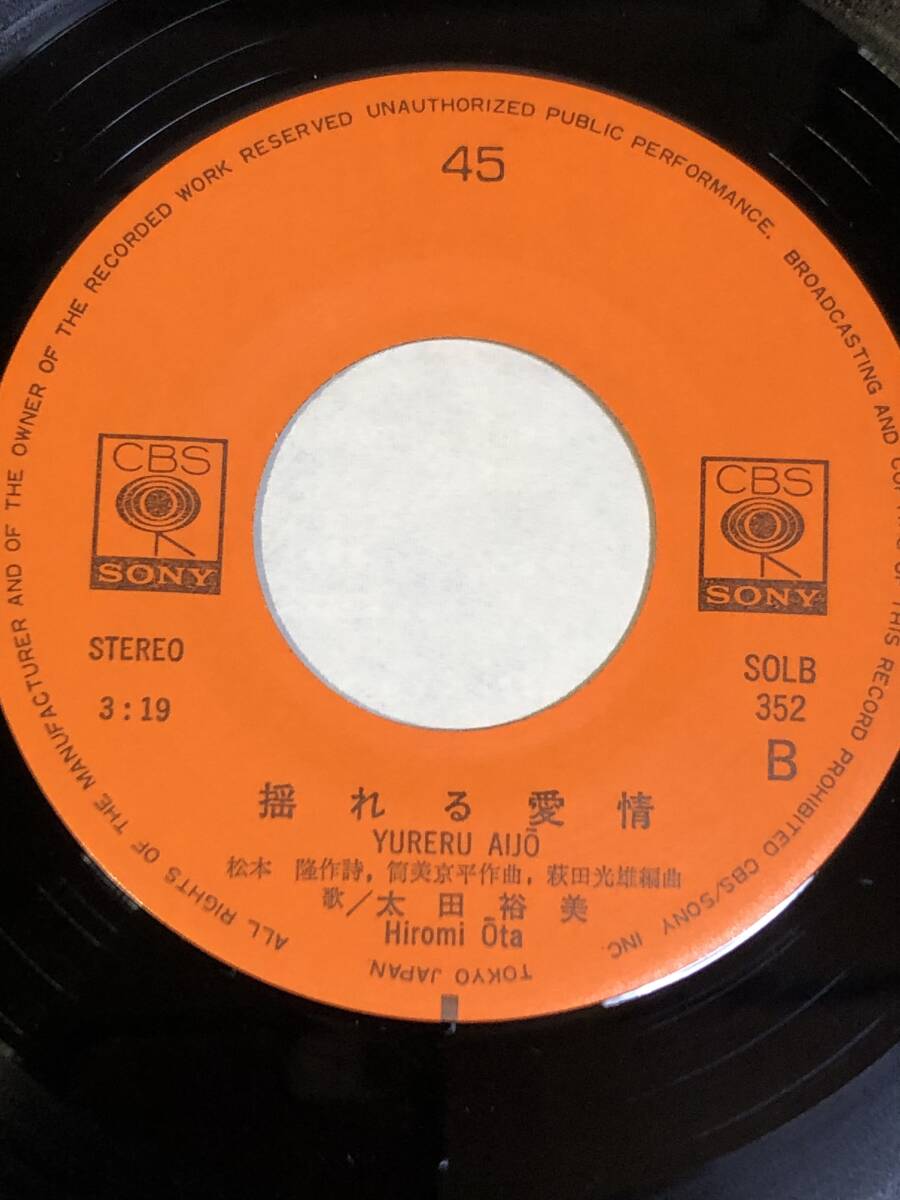 ALL RIGHTS OF THE MANUFACTURER AND OF THE OWNER OF THE RECORDED WORK RESERVED UNAUTHORIZED PUBLIC PERFORMANCE. BROADCASTING AND OF THIS RECORD PROHIBITED CBS/SONY INC.
TOKYO JAPAN
45
CBS
SONY
CBS
SONY
STEREO
3:19
SOLB
352
B
揺れる愛情
YURERU AIJŌ
松本 隆作詩, 筒美京平作曲, 萩田光雄編曲
歌/太田裕美
Hiromi Ōta